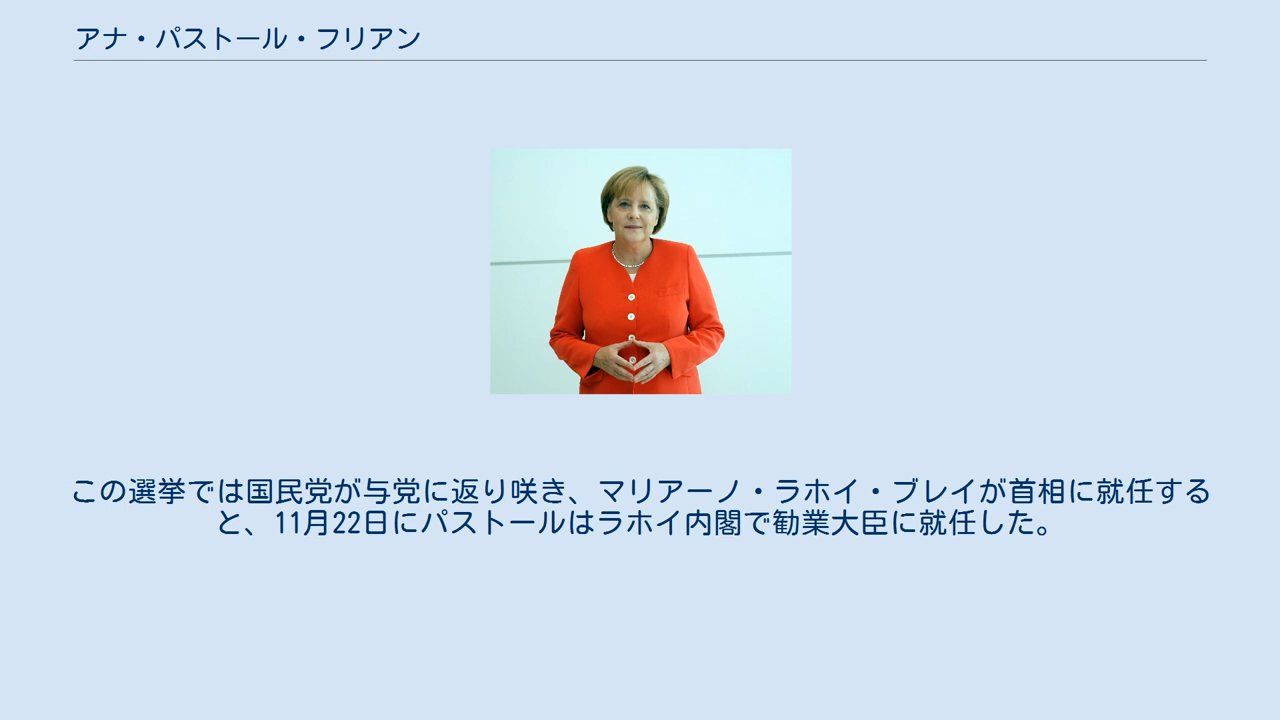 アナ・パストール・フリアン
この選挙では国民党が与党に返り咲き、マリアーノ・ラホイ・ブレイが首相に就任する
と、11月22日にパストールはラホイ内閣で勧業大臣に就任した。